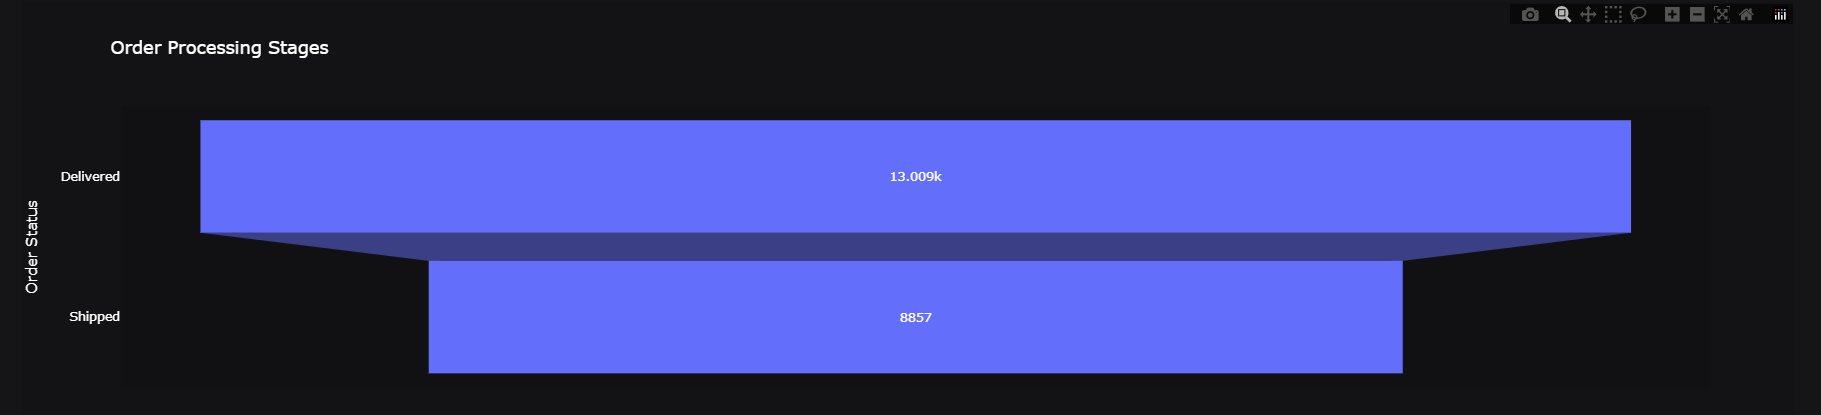 Order Processing Stages
Delivered
13.009k
Order Status
Shipped
8857